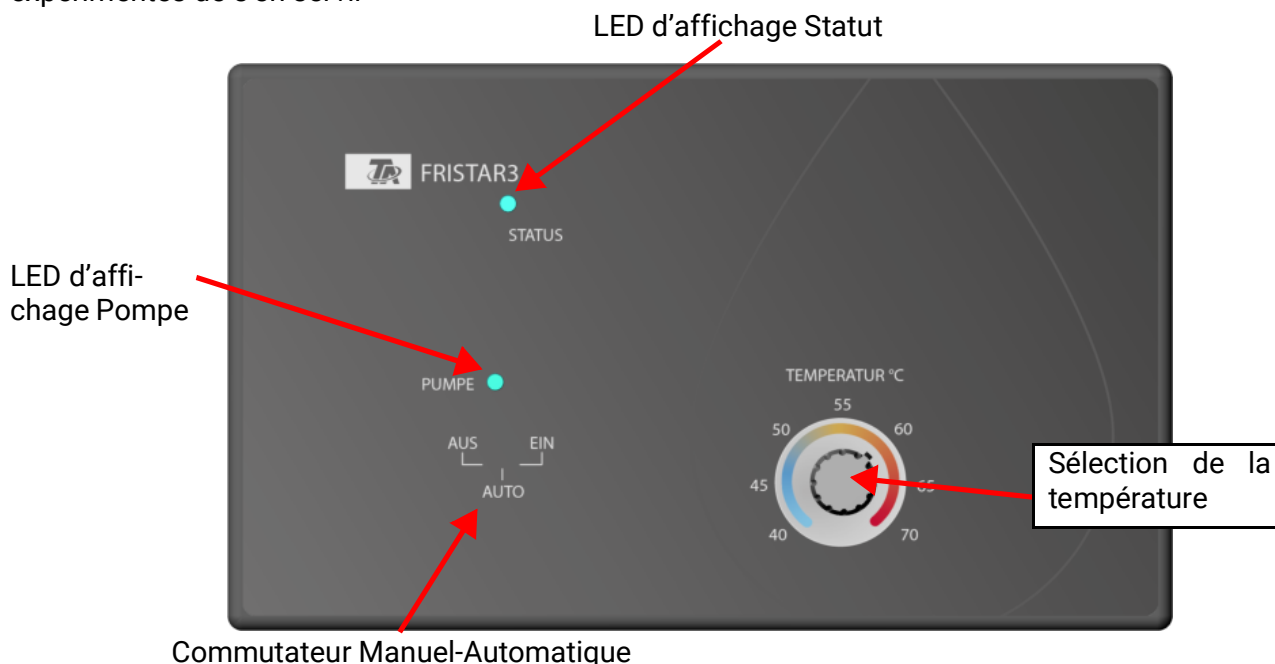 LED d’affichage Statut
TA FRISTAR3
STATUS
LED d’affi-
chage Pompe
PUMPE
AUS EIN
AUTO
TEMPERATUR °C
55
50 60
45 65
40 70
Sélection de la
température
Commutateur Manuel-Automatique